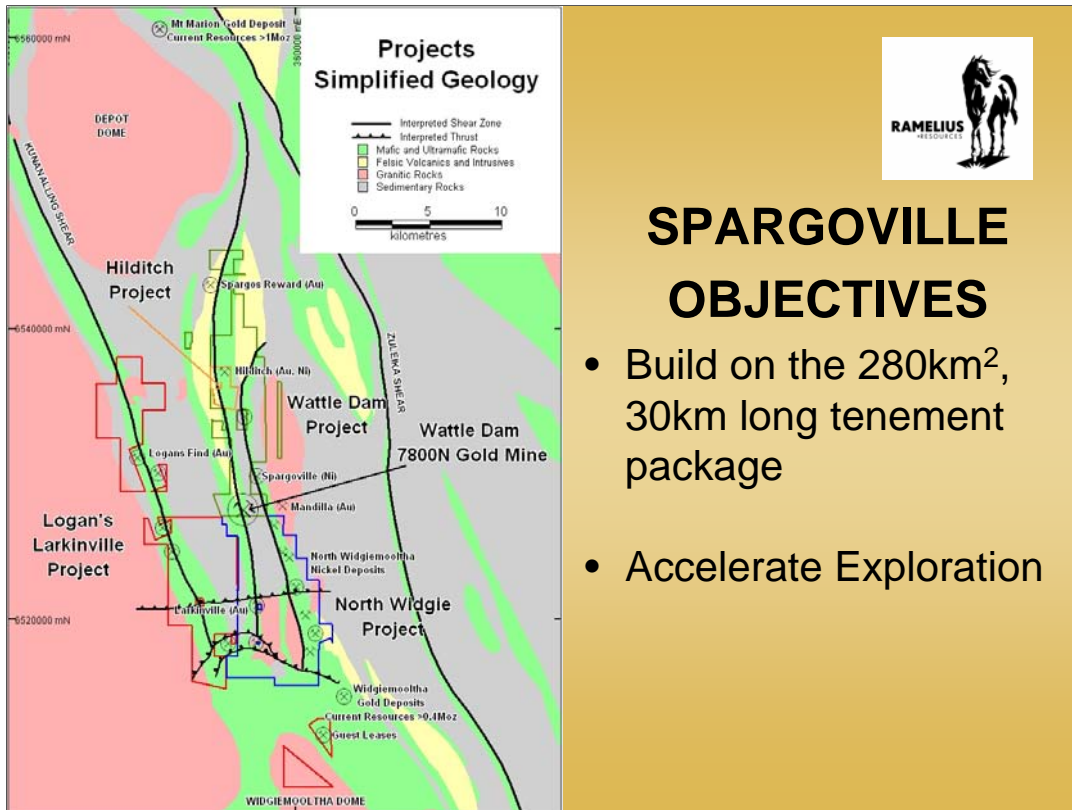 Mt Marion Gold Deposit
Current Resources >1Moz
6560000 mN
360000 mE
Projects
Simplified Geology
Interpreted Shear Zone
Interpreted Thrust
Mafic and Ultramafic Rocks
Felsic Volcanics and Intrusives
Granitic Rocks
Sedimentary Rocks
0 5 10
kilometres
DEPOT
DOME
KUNANALLING SHEAR
Hilditch
Project
Spargos Reward (Au)
6540000 mN
ZULEIKA SHEAR
Hilditch (Au, Ni)
Wattle Dam
Project
Wattle Dam
7800N Gold Mine
Logans Find (Au)
Spargoville (Ni)
Mandilla (Au)
Logan's
Larkinville
Project
North Widgiemooltha
Nickel Deposits
Larkinville (Au)
North Widgie
Project
6520000 mN
Widgiemooltha
Gold Deposits
Current Resources >0.4Moz
Guest Leases
WIDGIEMOOLTHA DOME
RAMELIUS
RESOURCES
SPARGOVILLE
OBJECTIVES
• Build on the 280km²,
30km long tenement
package
• Accelerate Exploration